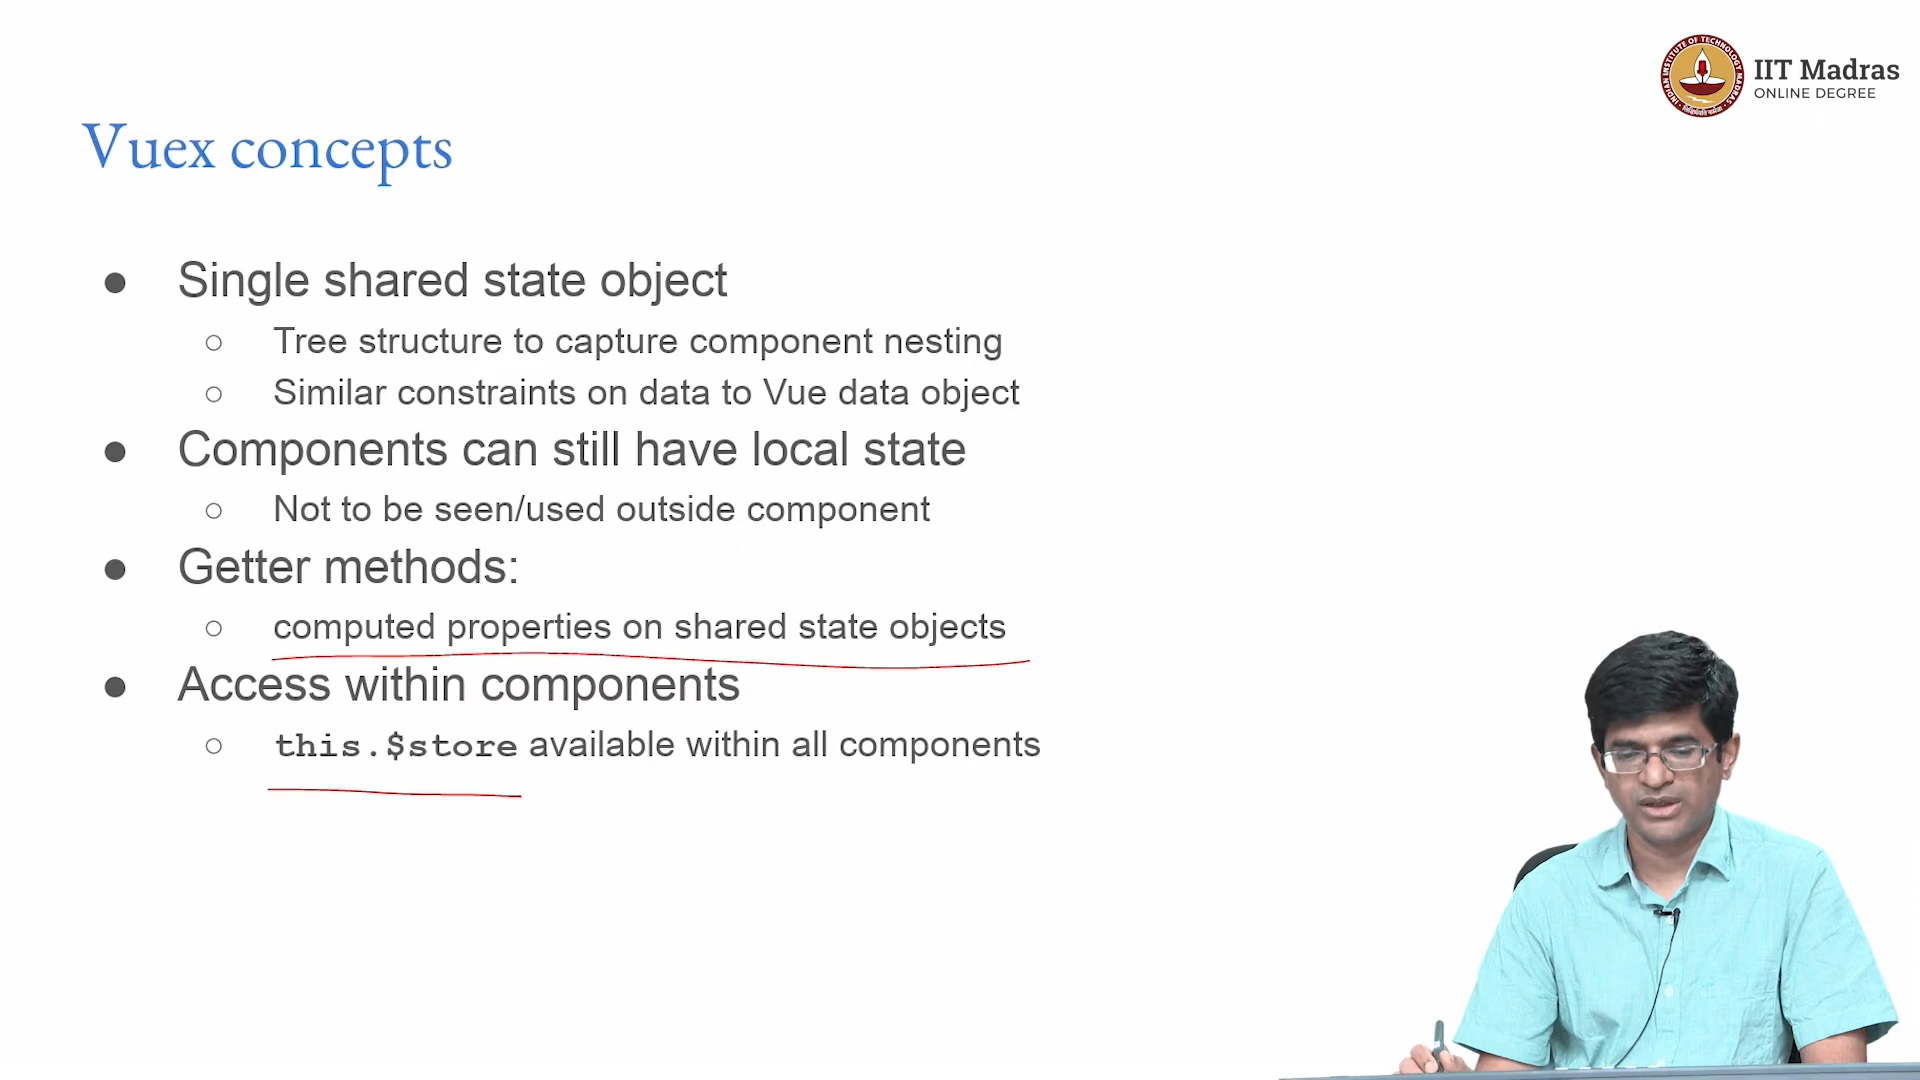 IIT Madras
ONLINE DEGREE
Vuex concepts
● Single shared state object
○ Tree structure to capture component nesting
○ Similar constraints on data to Vue data object
● Components can still have local state
○ Not to be seen/used outside component
● Getter methods:
○ computed properties on shared state objects
● Access within components
○ this.$store available within all components